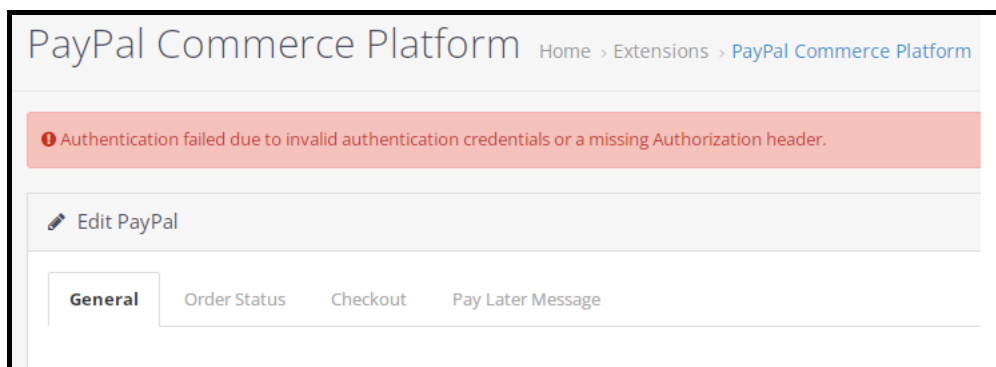 PayPal Commerce Platform Home › Extensions › PayPal Commerce Platform
Authentication failed due to invalid authentication credentials or a missing Authorization header.
Edit PayPal
General Order Status Checkout Pay Later Message